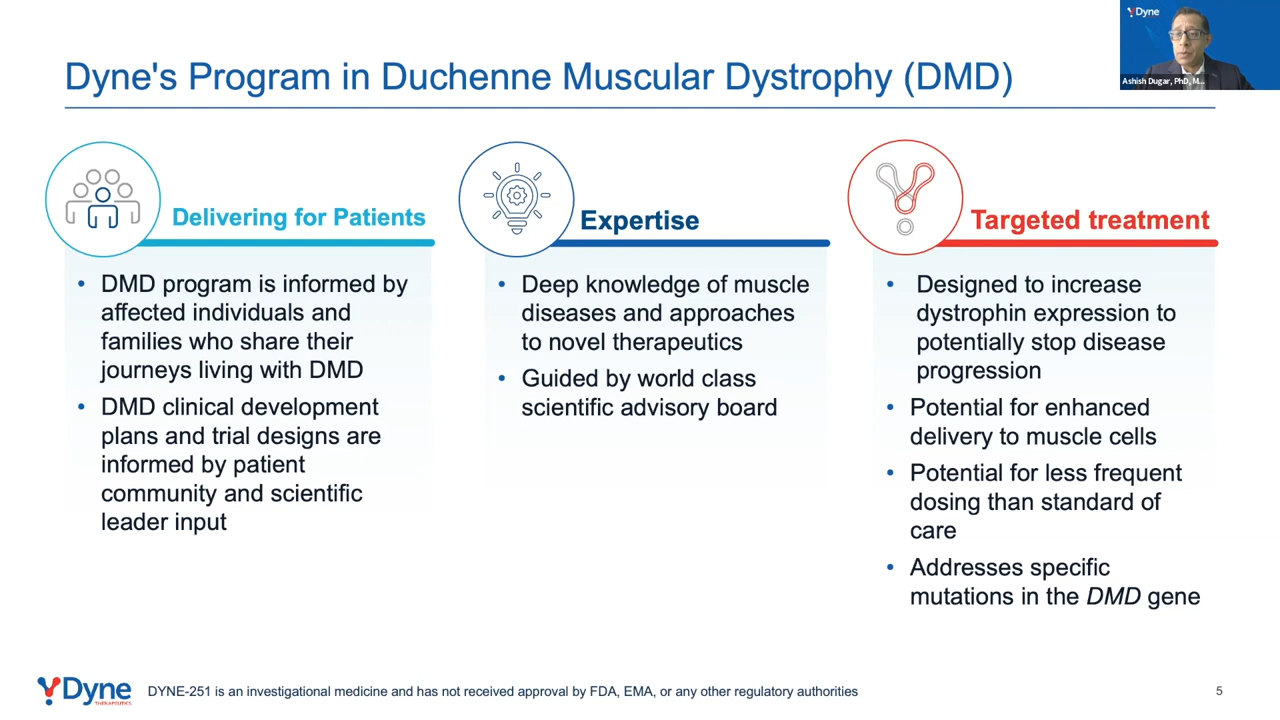 Dyne
Ashish Dugar, PhD, M...
Dyne's Program in Duchenne Muscular Dystrophy (DMD)
Delivering for Patients
• DMD program is informed by
affected individuals and
families who share their
journeys living with DMD
• DMD clinical development
plans and trial designs are
informed by patient
community and scientific
leader input
Expertise
• Deep knowledge of muscle
diseases and approaches
to novel therapeutics
• Guided by world class
scientific advisory board
Targeted treatment
• Designed to increase
dystrophin expression to
potentially stop disease
progression
• Potential for enhanced
delivery to muscle cells
• Potential for less frequent
dosing than standard of
care
• Addresses specific
mutations in the DMD gene
Dyne
THERAPEUTICS
DYNE-251 is an investigational medicine and has not received approval by FDA, EMA, or any other regulatory authorities
5